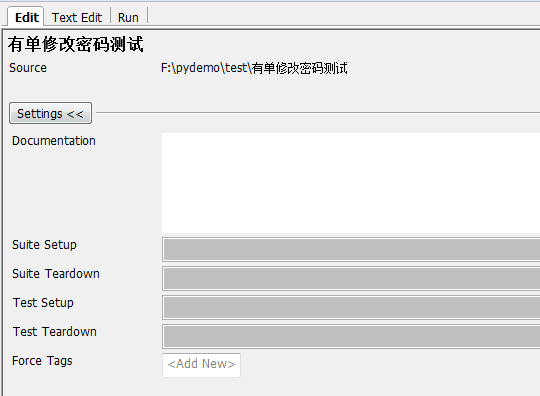 Edit Text Edit Run
有单修改密码测试
Source F:\pydemo\test\有单修改密码测试
Settings <<
Documentation
Suite Setup
Suite Teardown
Test Setup
Test Teardown
Force Tags <Add New>